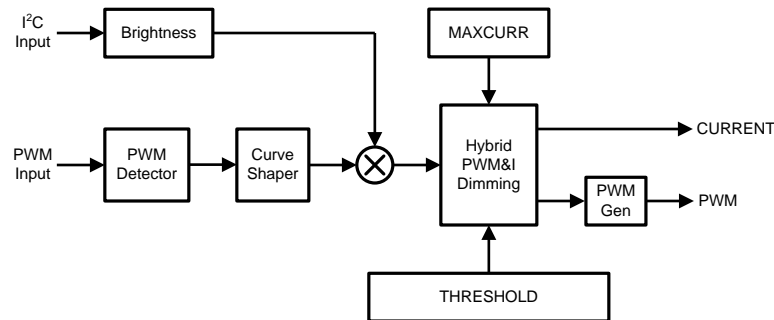 I²C
Input
Brightness
MAXCURR
PWM
Input
PWM
Detector
Curve
Shaper
Hybrid
PWM&I
Dimming
CURRENT
PWM
Gen
PWM
THRESHOLD